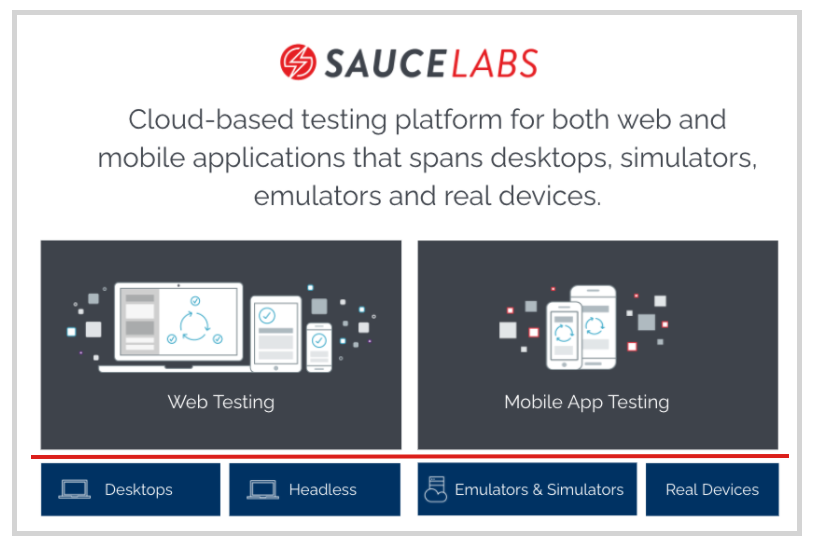 SAUCELABS
Cloud-based testing platform for both web and
mobile applications that spans desktops, simulators,
emulators and real devices.
Web Testing
Mobile App Testing
Desktops
Headless
Emulators & Simulators
Real Devices